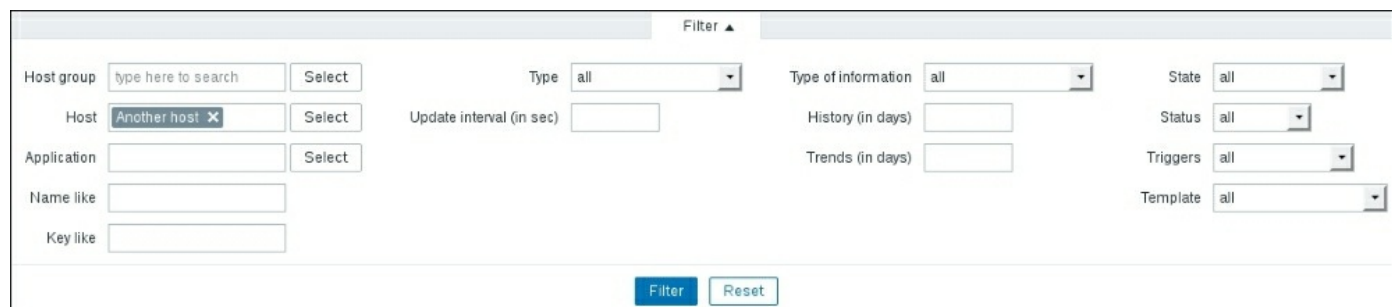 Filter ▲
Host group type here to search Select Type all Type of information all State all
Host Another host ✕ Select Update interval (in sec) History (in days) Status all
Application Select Trends (in days) Triggers all
Name like Template all
Key like
Filter Reset